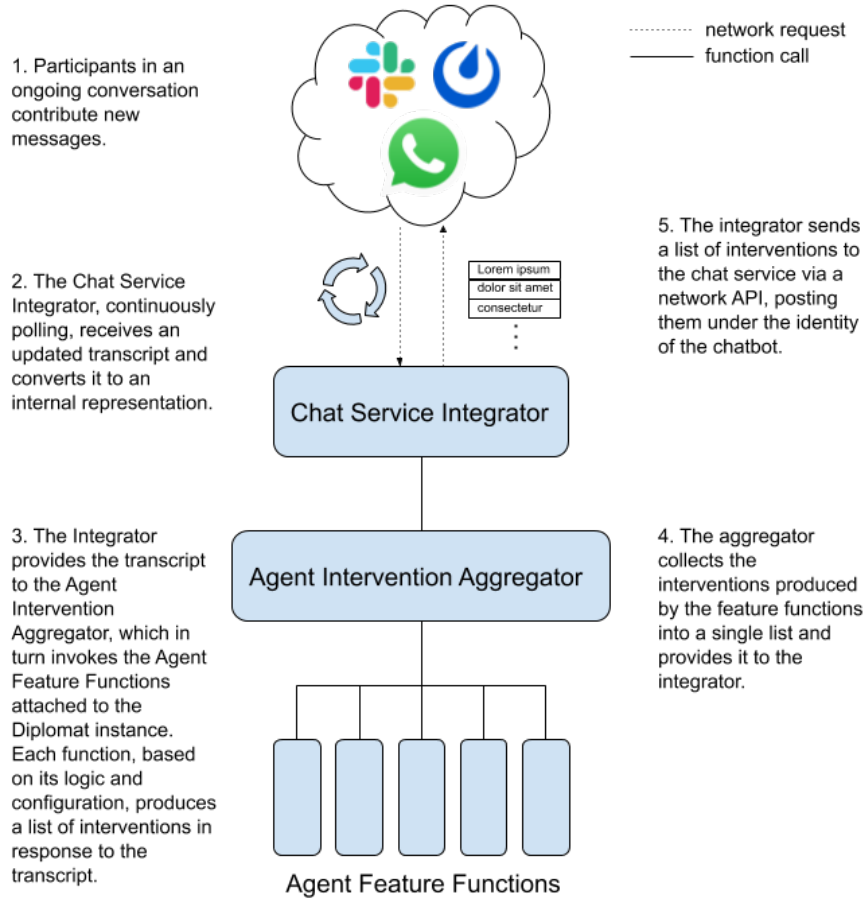 network request
function call
1. Participants in an
ongoing conversation
contribute new
messages.
2. The Chat Service
Integrator, continuously
polling, receives an
updated transcript and
converts it to an
internal representation.
Lorem ipsum
dolor sit amet
consectetur
5. The integrator sends
a list of interventions to
the chat service via a
network API, posting
them under the identity
of the chatbot.
Chat Service Integrator
3. The Integrator
provides the transcript
to the Agent
Intervention
Aggregator, which in
turn invokes the Agent
Feature Functions
attached to the
Diplomat instance.
Each function, based
on its logic and
configuration, produces
a list of interventions in
response to the
transcript.
Agent Intervention Aggregator
4. The aggregator
collects the
interventions produced
by the feature functions
into a single list and
provides it to the
integrator.
Agent Feature Functions